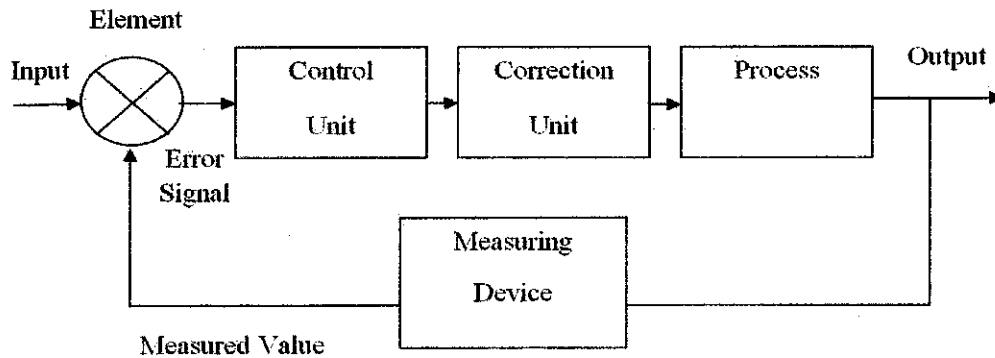 Element
Input
Control
Unit
Correction
Unit
Process
Output
Error
Signal
Measuring
Device
Measured Value